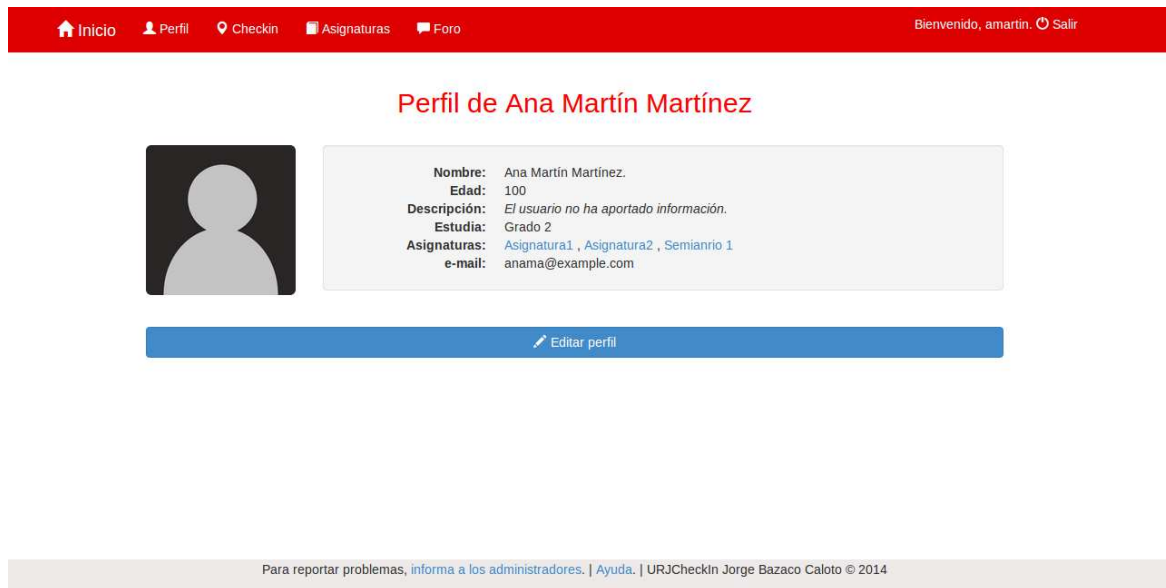 Inicio Perfil Checkin Asignaturas Foro Bienvenido, amartin. Salir
Perfil de Ana Martín Martínez
Nombre: Ana Martín Martínez.
Edad: 100
Descripción: El usuario no ha aportado información.
Estudia: Grado 2
Asignaturas: Asignatura1 , Asignatura2 , Semianrio 1
e-mail: anama@example.com
Editar perfil
Para reportar problemas, informa a los administradores. | Ayuda. | URJCheckIn Jorge Bazaco Caloto © 2014